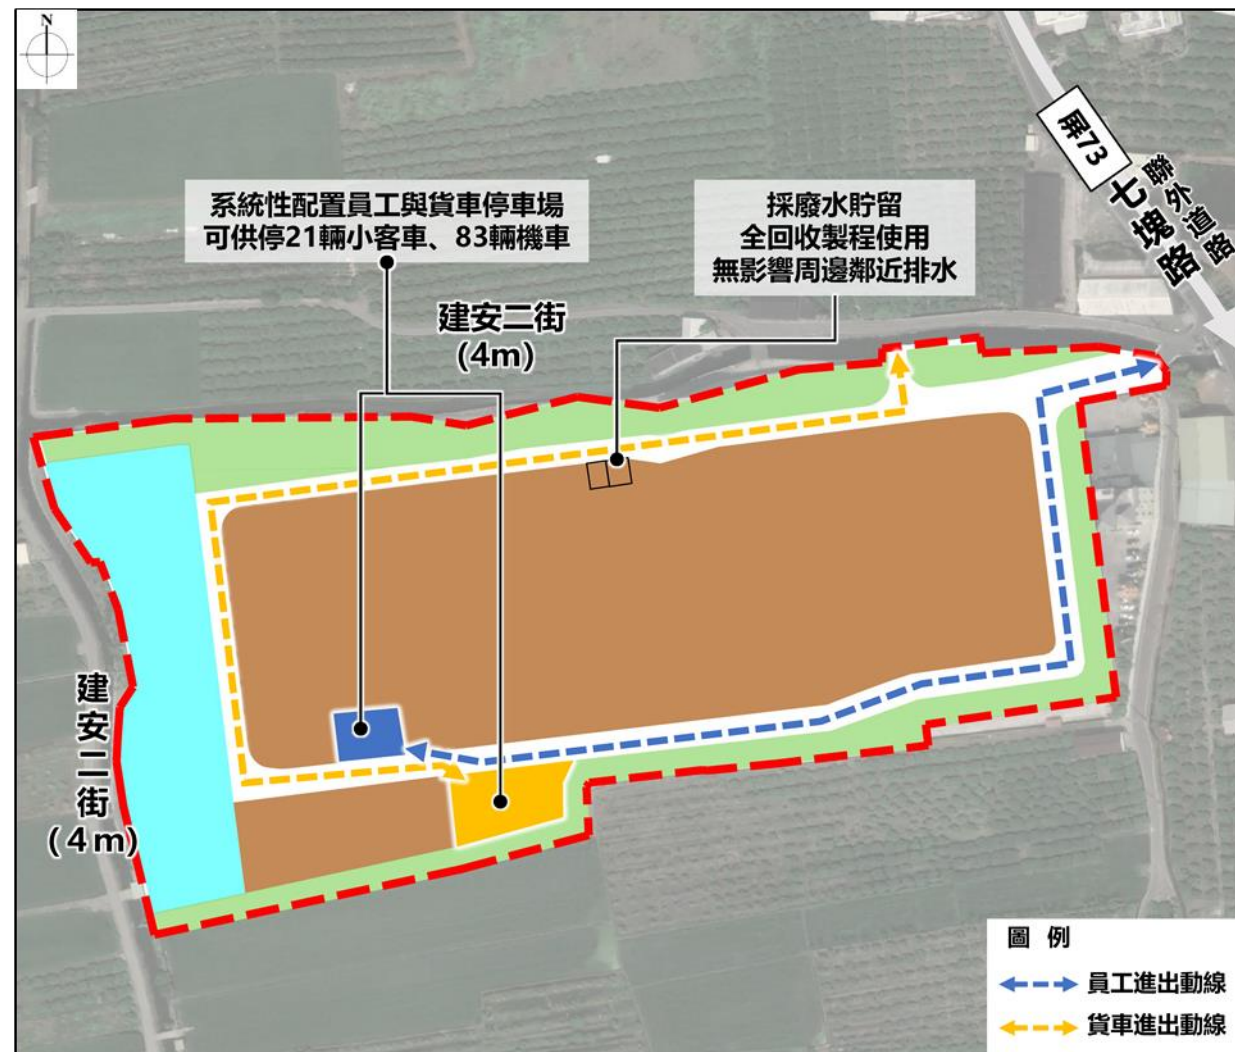 N
屏73
聯外道路
七塊路
系統性配置員工與貨車停車場
可供停21輛小客車、83輛機車
採廢水貯留
全回收製程使用
無影響周邊鄰近排水
建安二街
(4m)
建安二街
(4m)
圖 例
員工進出動線
貨車進出動線